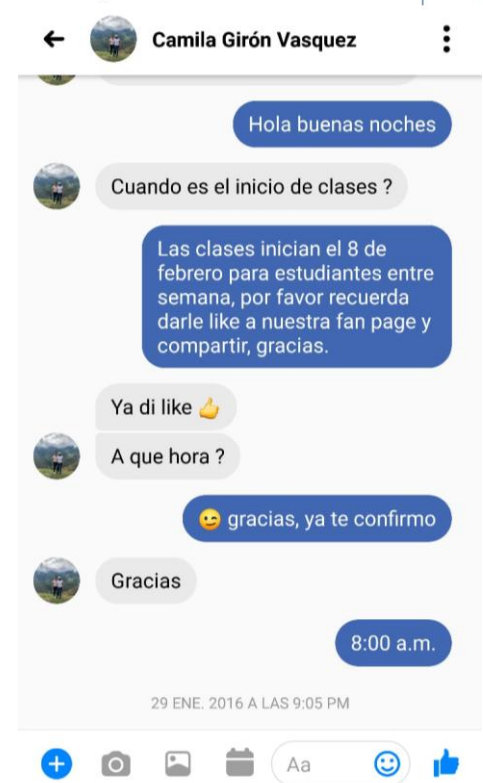 Camila Girón Vasquez
Hola buenas noches
Cuando es el inicio de clases ?
Las clases inician el 8 de
febrero para estudiantes entre
semana, por favor recuerda
darle like a nuestra fan page y
compartir, gracias.
Ya di like 👍
A que hora ?
😉 gracias, ya te confirmo
Gracias
8:00 a.m.
29 ENE. 2016 A LAS 9:05 PM
Aa